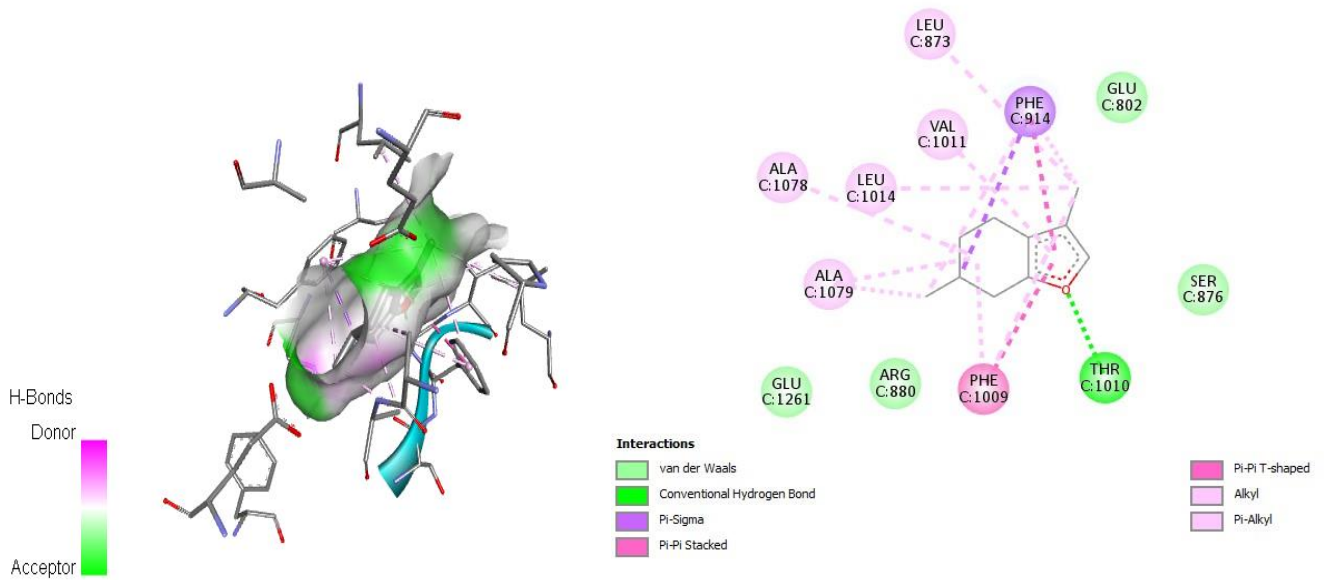 H-Bonds
Donor
Acceptor
LEU
C:873
PHE
C:914
GLU
C:802
VAL
C:1011
ALA
C:1078
LEU
C:1014
ALA
C:1079
SER
C:876
GLU
C:1261
ARG
C:880
PHE
C:1009
THR
C:1010
O
Interactions
van der Waals
Conventional Hydrogen Bond
Pi-Sigma
Pi-Pi Stacked
Pi-Pi T-shaped
Alkyl
Pi-Alkyl